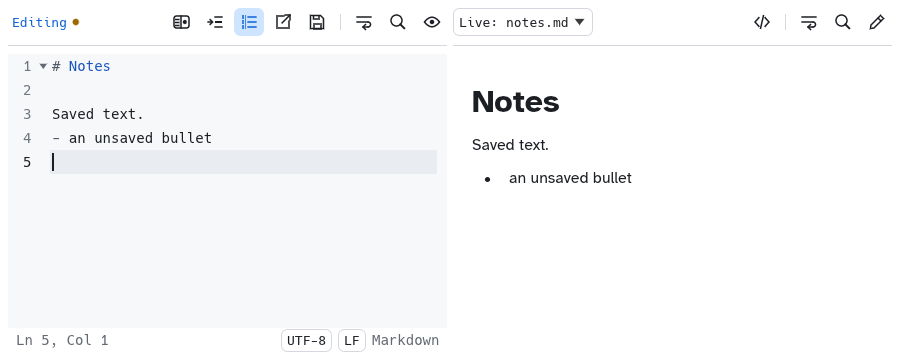 Editing
Live: notes.md
1 # Notes
2
3 Saved text.
4 - an unsaved bullet
5
Ln 5, Col 1
UTF-8
LF
Markdown
Notes
Saved text.
• an unsaved bullet